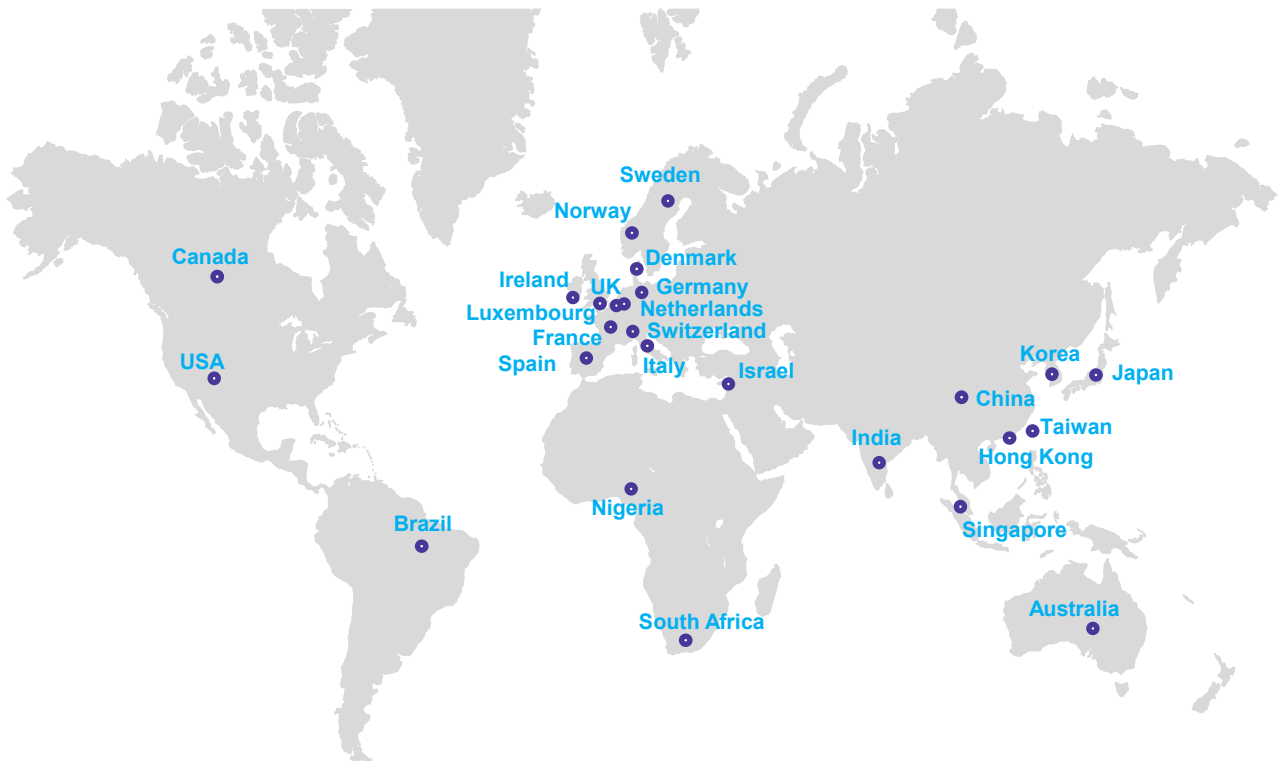 Sweden
Norway
Canada
Denmark
Ireland
UK
Germany
Luxembourg
Netherlands
France
Switzerland
USA
Spain
Italy
Israel
Korea
Japan
China
Taiwan
India
Hong Kong
Nigeria
Brazil
Singapore
Australia
South Africa